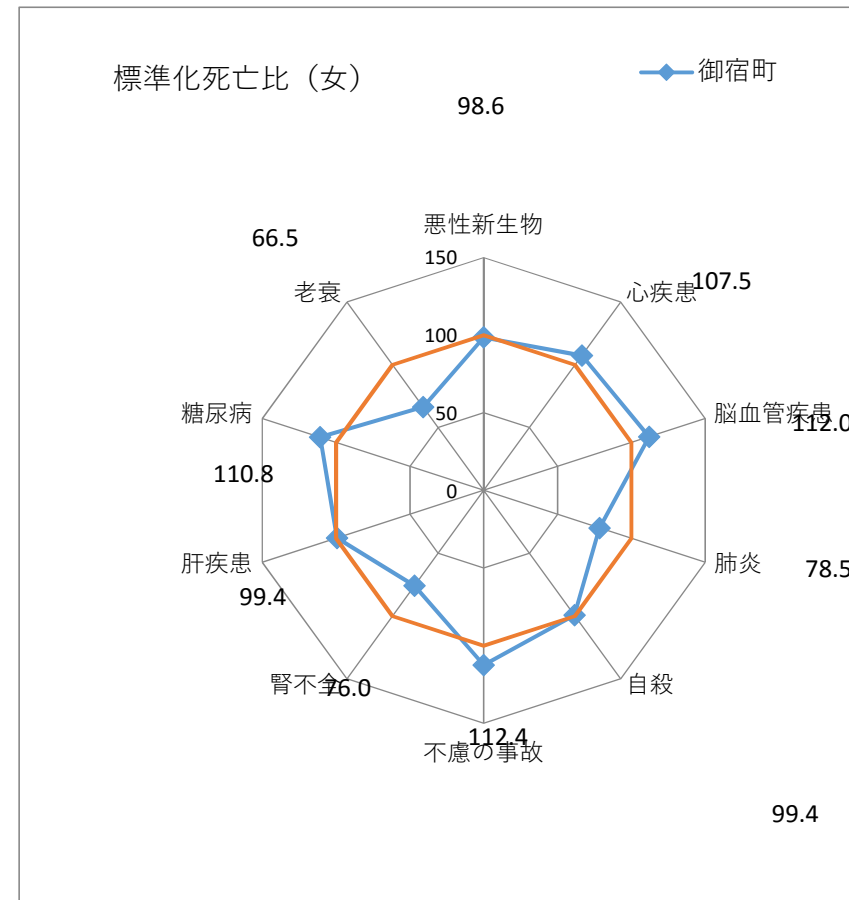 標準化死亡比（女）
御宿町
98.6
悪性新生物
150
66.5
老衰
心疾患
107.5
100
糖尿病
脳血管疾患
112.0
50
110.8
0
肝疾患
肺炎
78.5
99.4
腎不全
76.0
自殺
112.4
不慮の事故
99.4